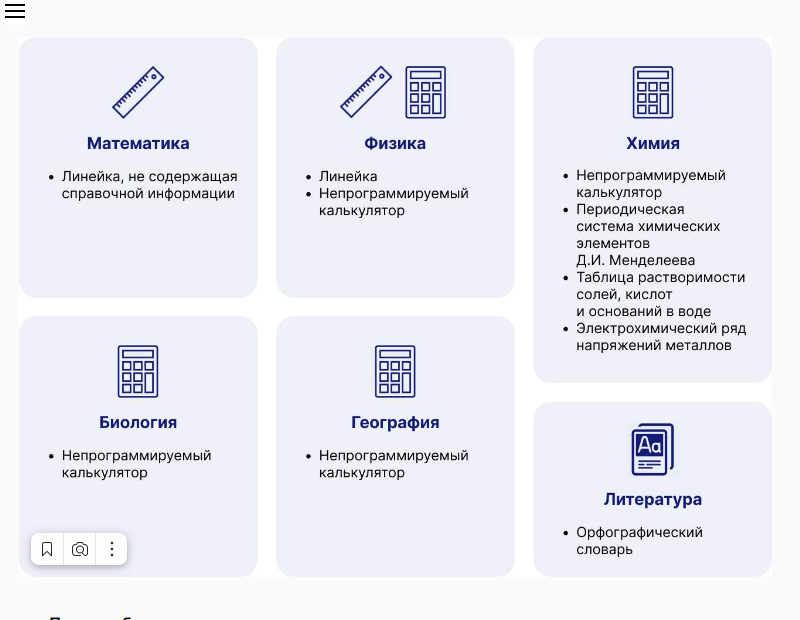 Математика
• Линейка, не содержащая
справочной информации
Физика
• Линейка
• Непрограммируемый
калькулятор
Химия
• Непрограммируемый
калькулятор
• Периодическая
система химических
элементов
Д.И. Менделеева
• Таблица растворимости
солей, кислот
и оснований в воде
• Электрохимический ряд
напряжений металлов
Биология
• Непрограммируемый
калькулятор
География
• Непрограммируемый
калькулятор
Aa
Литература
• Орфографический
словарь